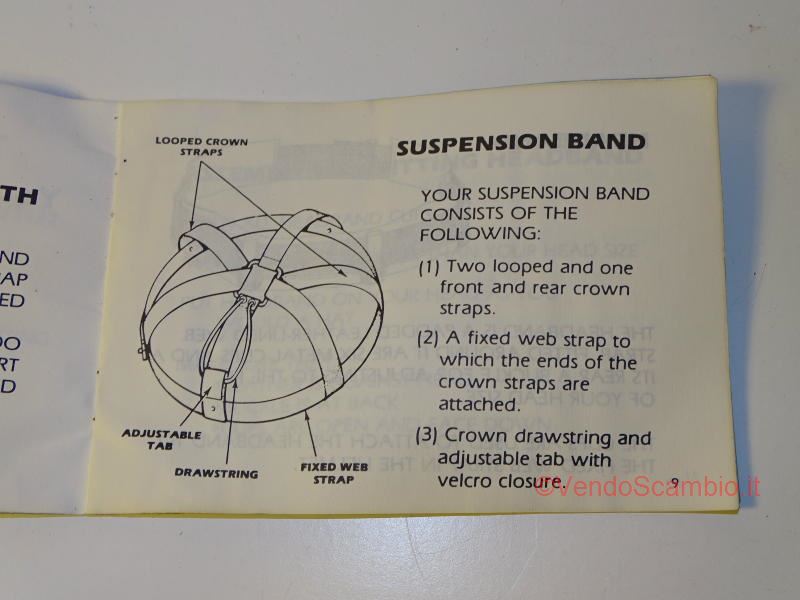 TH
ND
AP
ED
DO
RT
D
LOOPED CROWN
STRAPS
ADJUSTABLE
TAB
DRAWSTRING
FIXED WEB
STRAP
SUSPENSION BAND
YOUR SUSPENSION BAND
CONSISTS OF THE
FOLLOWING:
(1) Two looped and one
front and rear crown
straps.
(2) A fixed web strap to
which the ends of the
crown straps are
attached.
(3) Crown drawstring and
adjustable tab with
velcro closure.
9
©VendoScambio.it